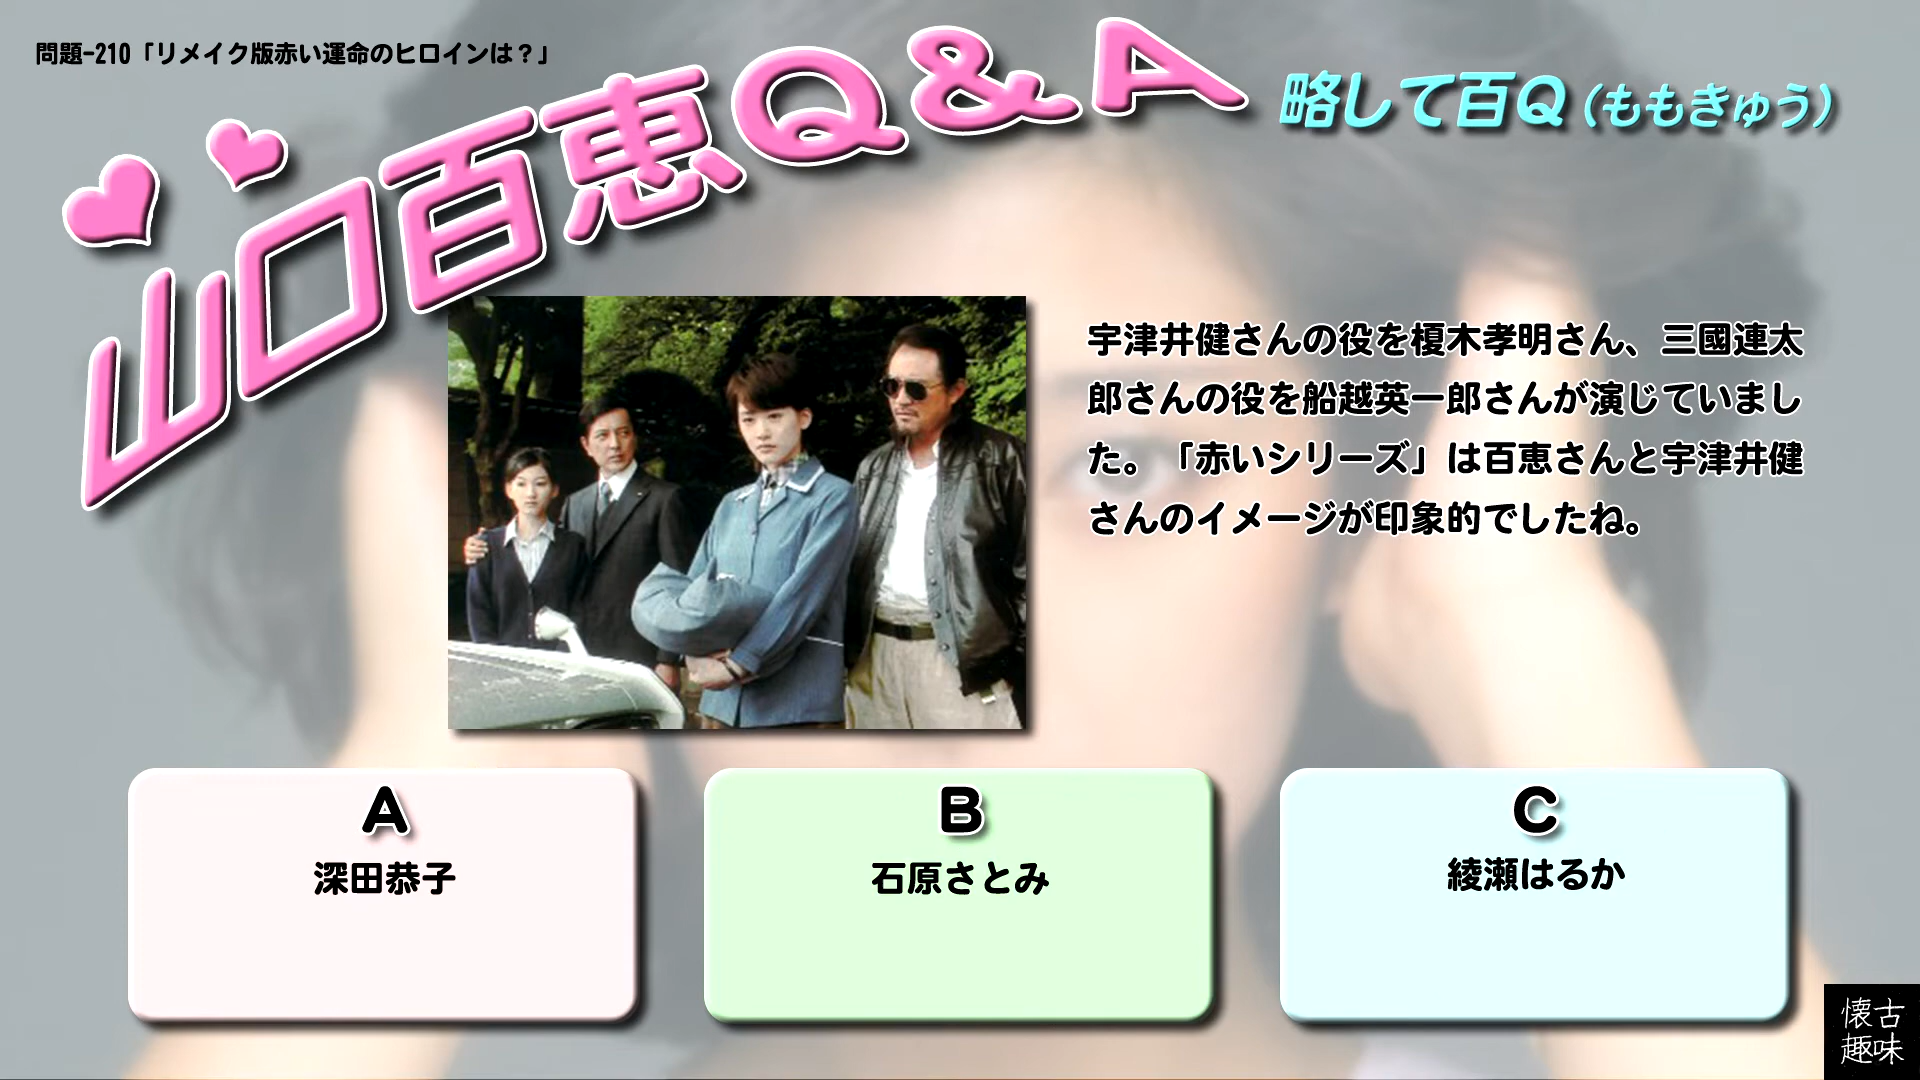 問題-210「リメイク版赤い運命のヒロインは？」
山口百恵Q&A
略して百Q（ももきゅう）
宇津井健さんの役を榎木孝明さん、三國連太
郎さんの役を船越英一郎さんが演じていまし
た。「赤いシリーズ」は百恵さんと宇津井健
さんのイメージが印象的でしたね。
A
深田恭子
B
石原さとみ
C
綾瀬はるか
懐古
趣味